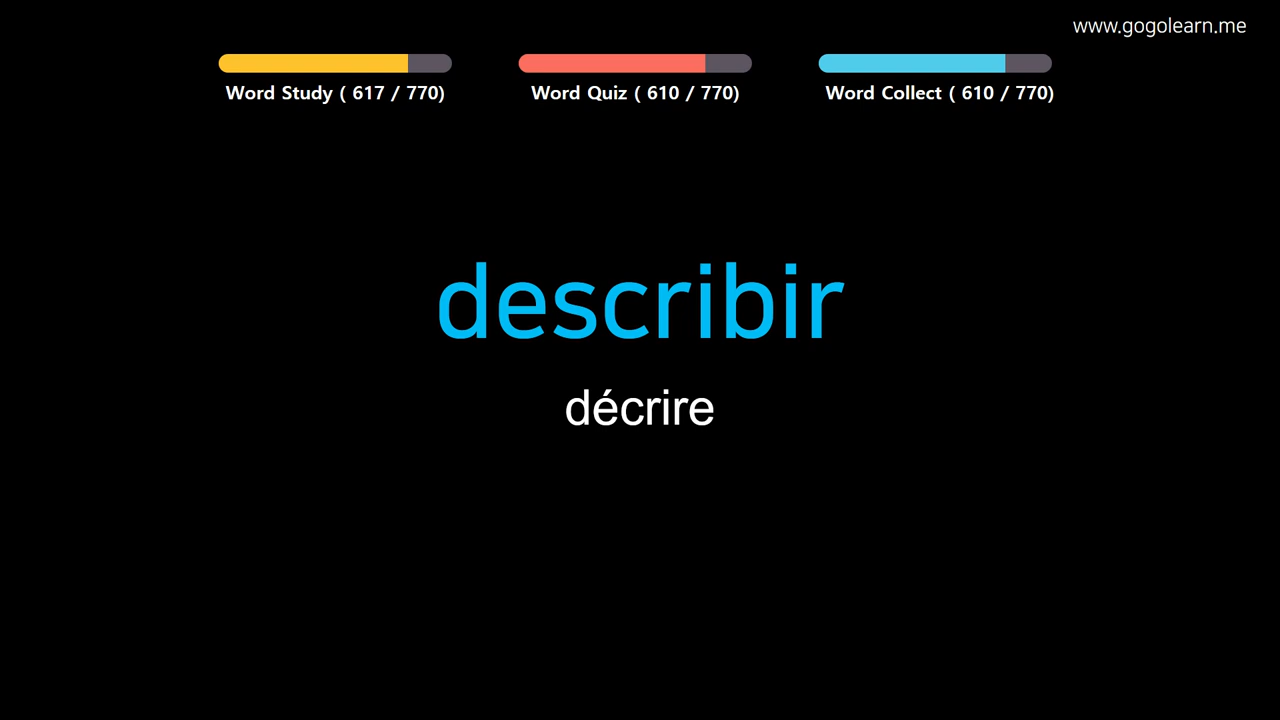 www.gogolearn.me
Word Study ( 617 / 770)
Word Quiz ( 610 / 770)
Word Collect ( 610 / 770)
describir
décrire